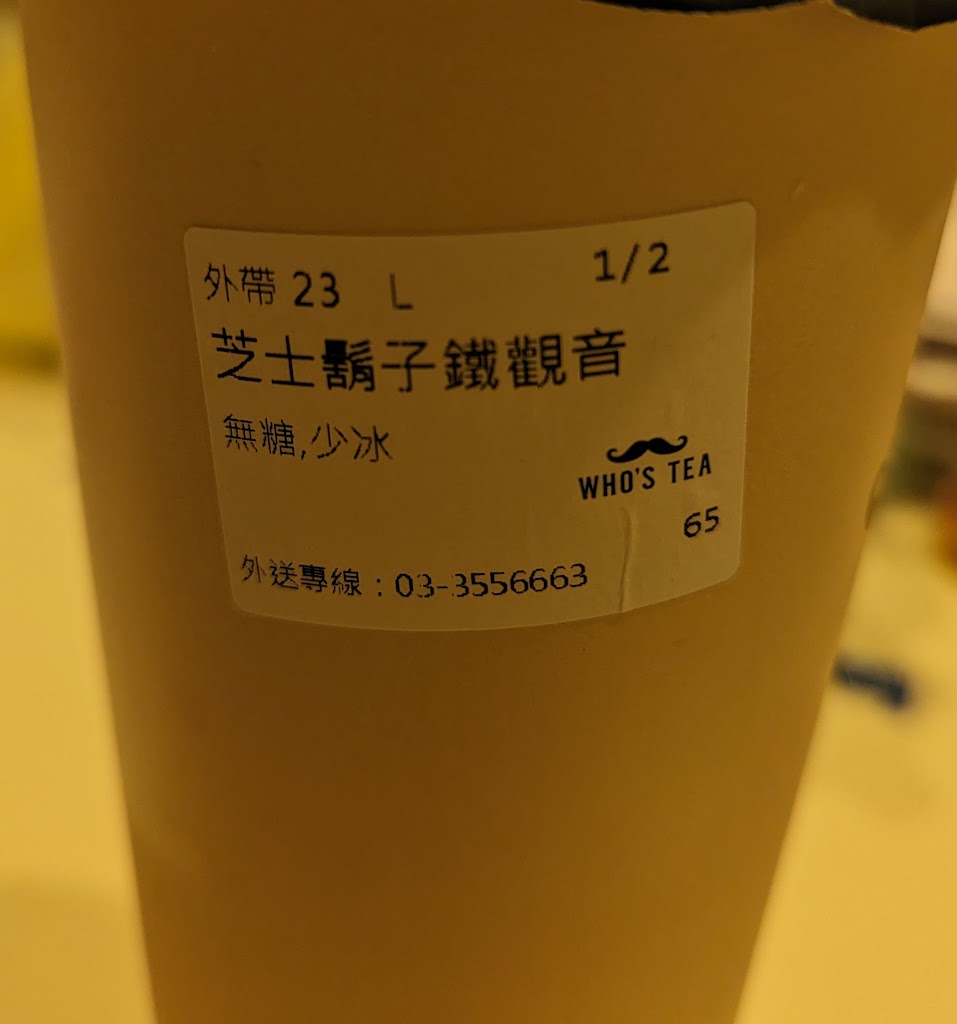 外帶 23 L 1/2
芝士鬍子鐵觀音
無糖,少冰
WHO'S TEA
65
外送專線：03-3556663